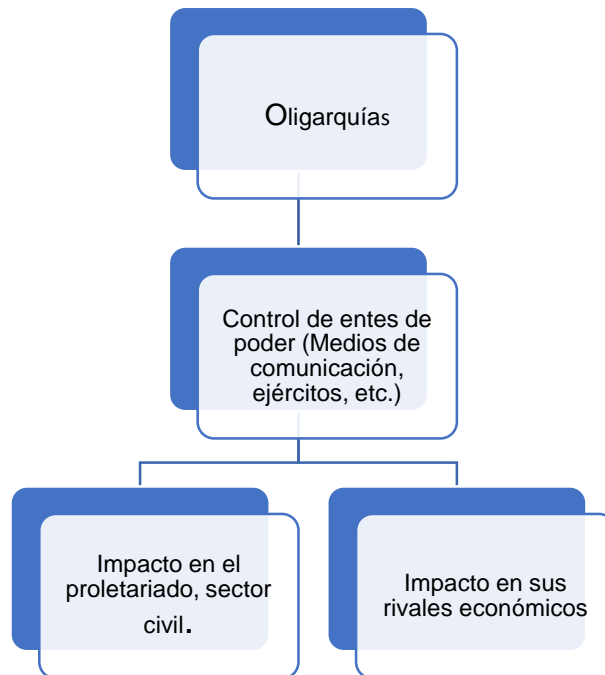 Oligarquías
Control de entes de
poder (Medios de
comunicación,
ejércitos, etc.)
Impacto en el
proletariado, sector
civil.
Impacto en sus
rivales económicos